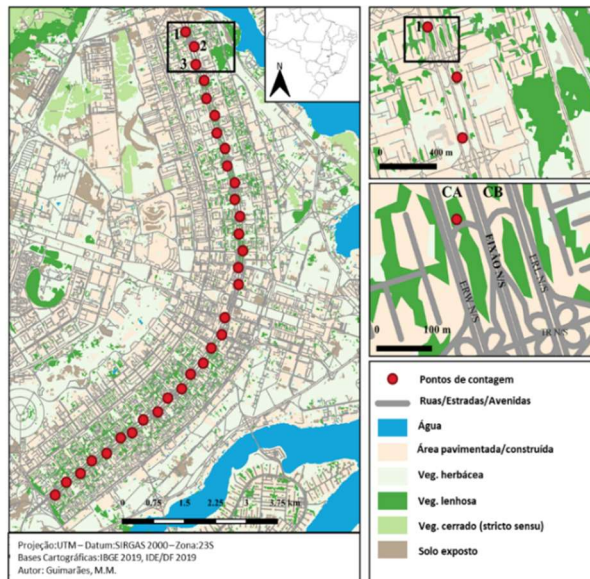 1
2
3
N
0
0.75
1.5
2.25
3
3.75 km
Projeção:UTM – Datum:SIRGAS 2000 – Zona:23S
Bases Cartográficas:IBGE 2019, IDE/DF 2019
Autor: Guimarães, M.M.
1
0
400 m
CA
CB
ERW N/S
EIXÃO N/S
ERL N/S
0
100 m
Pontos de contagem
Ruas/Estradas/Avenidas
Água
Área pavimentada/construída
Veg. herbácea
Veg. lenhosa
Veg. cerrado (stricto sensu)
Solo exposto